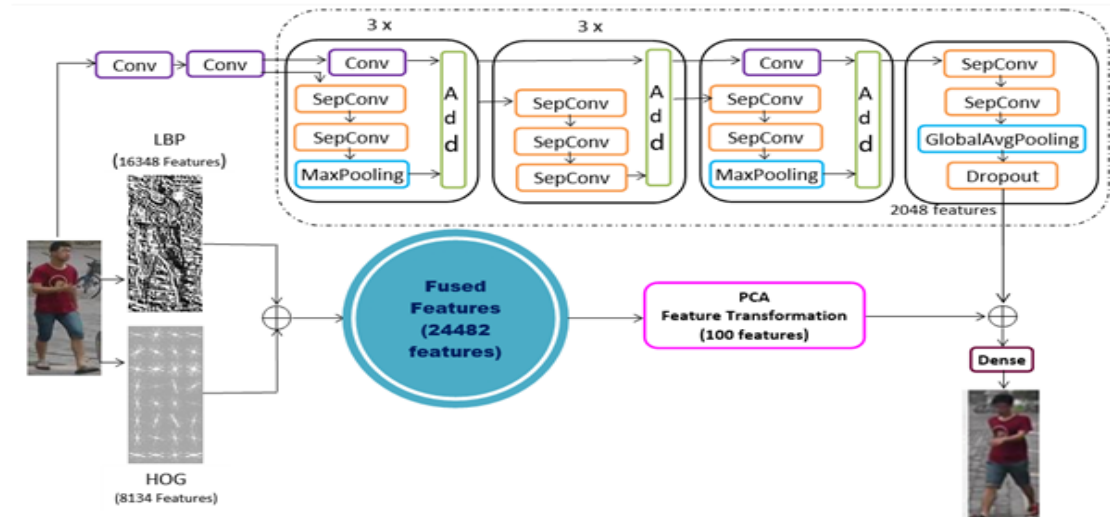 3 x
3 x
Conv
Conv
Conv
SepConv
SepConv
MaxPooling
A
d
d
SepConv
SepConv
SepConv
A
d
d
Conv
SepConv
SepConv
MaxPooling
A
d
d
SepConv
SepConv
GlobalAvgPooling
Dropout
2048 features
LBP
(16348 Features)
HOG
(8134 Features)
Fused
Features
(24482
features)
PCA
Feature Transformation
(100 features)
Dense